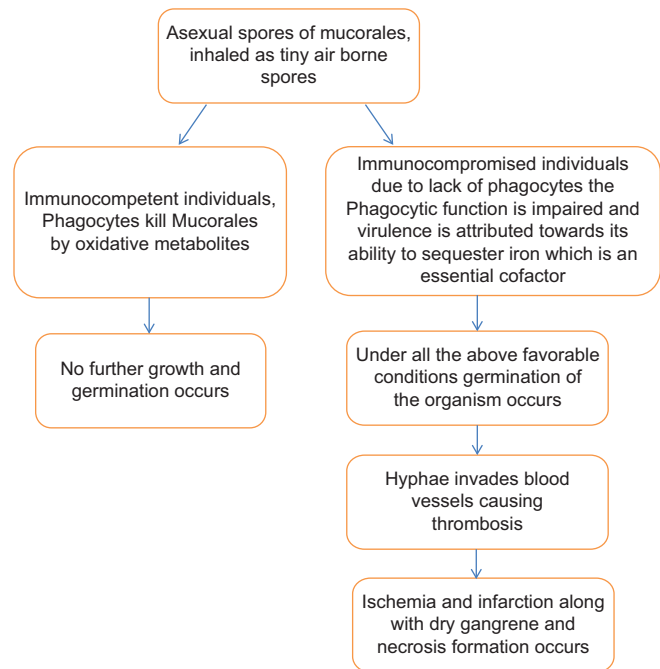 Asexual spores of mucorales,
inhaled as tiny air borne
spores
Immunocompetent individuals,
Phagocytes kill Mucorales
by oxidative metabolites
No further growth and
germination occurs
Immunocompromised individuals
due to lack of phagocytes the
Phagocytic function is impaired and
virulence is attributed towards its
ability to sequester iron which is an
essential cofactor
Under all the above favorable
conditions germination of
the organism occurs
Hyphae invades blood
vessels causing
thrombosis
Ischemia and infarction along
with dry gangrene and
necrosis formation occurs